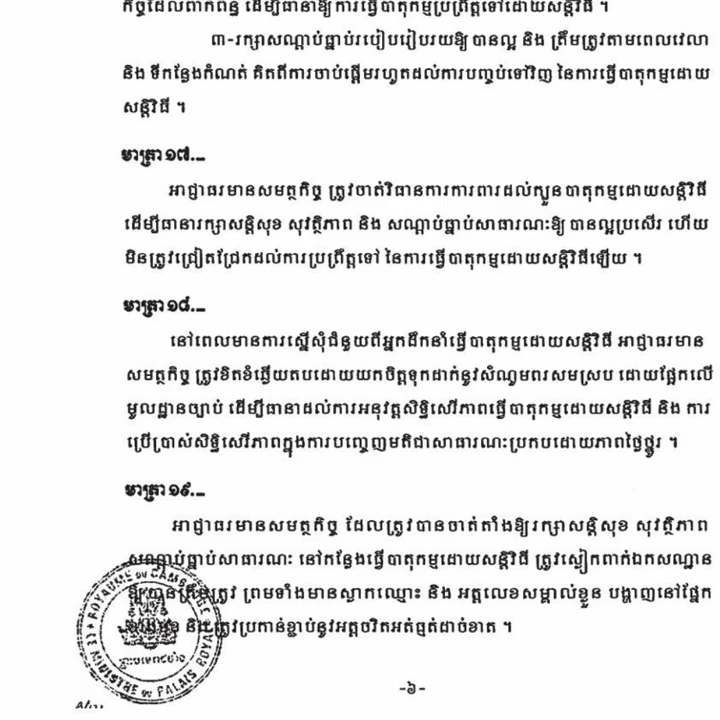 កិច្ចដែលពាក់ព័ន្ធ ដើម្បីធានាឱ្យការធ្វើបាតុកម្មប្រព្រឹត្តទៅដោយសន្តិវិធី ។
៣-រក្សាសណ្តាប់ធ្នាប់របៀបរៀបរយឱ្យ បានល្អ និង ត្រឹមត្រូវតាមពេលវេលា
និង ទីកន្លែងកំណត់ គិតពីការចាប់ផ្តើមរហូតដល់ការបញ្ចប់ទៅវិញ នៃការធ្វើបាតុកម្មដោយ
សន្តិវិធី ។
មាត្រា ១៧._
អាជ្ញាធរមានសមត្ថកិច្ច ត្រូវចាត់វិធានការការពារដល់ក្បួនបាតុកម្មដោយសន្តិវិធី
ដើម្បីធានារក្សាសន្តិសុខ សុវត្ថិភាព និង សណ្តាប់ធ្នាប់សាធារណៈឱ្យ បានល្អប្រសើរ ហើយ
មិនត្រូវជ្រៀតជ្រែកដល់ការប្រព្រឹត្តទៅ នៃការធ្វើបាតុកម្មដោយសន្តិវិធីឡើយ ។
មាត្រា ១៨._
នៅពេលមានការស្នើសុំជំនួយពីអ្នកដឹកនាំធ្វើបាតុកម្មដោយសន្តិវិធី អាជ្ញាធរមាន
សមត្ថកិច្ច ត្រូវខិតខំឆ្លើយតបដោយយកចិត្តទុកដាក់នូវសំណូមពរសមស្រប ដោយផ្អែកលើ
មូលដ្ឋានច្បាប់ ដើម្បីធានាដល់ការអនុវត្តសិទ្ធិសេរីភាពធ្វើបាតុកម្មដោយសន្តិវិធី និង ការ
ប្រើប្រាស់សិទ្ធិសេរីភាពក្នុងការបញ្ចេញមតិជាសាធារណៈប្រកបដោយភាពថ្លៃថ្នូរ ។
មាត្រា ១៩._
អាជ្ញាធរមានសមត្ថកិច្ច ដែលត្រូវបានចាត់តាំងឱ្យរក្សាសន្តិសុខ សុវត្ថិភាព
សណ្តាប់ធ្នាប់សាធារណៈ នៅកន្លែងធ្វើបាតុកម្មដោយសន្តិវិធី ត្រូវស្លៀកពាក់ឯកសណ្ឋាន
ឱ្យបានត្រឹមត្រូវ ព្រមទាំងមានស្លាកឈ្មោះ និង អត្តលេខសម្គាល់ខ្លួន បង្ហាញនៅផ្នែក
ខាងមុខ និងត្រូវប្រកាន់ខ្ជាប់នូវអត្តចរិតអត់ធ្មត់ដាច់ខាត ។
ROYAUME DU CAMBODGE
MINISTRE DU PALAIS ROYAL
-៦-